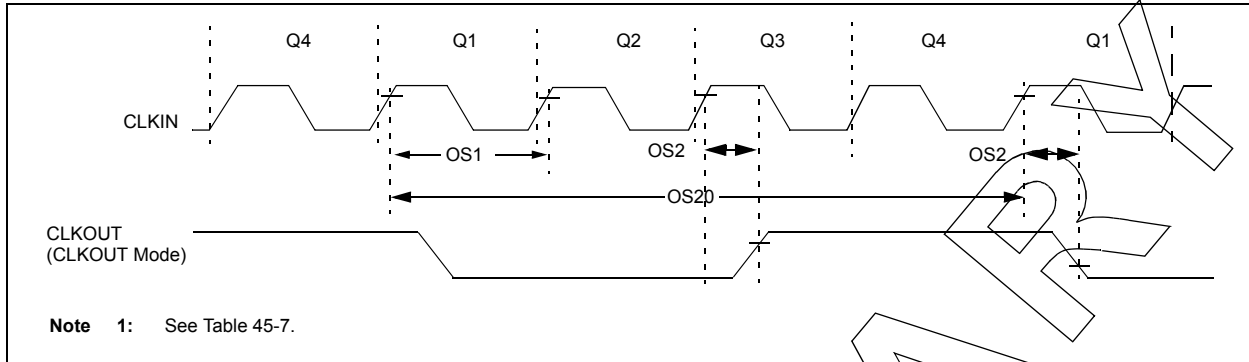 Q4 Q1 Q2 Q3 Q4 Q1
CLKIN
OS1 OS2 OS2
OS20
CLKOUT
(CLKOUT Mode)
Note 1: See Table 45-7.